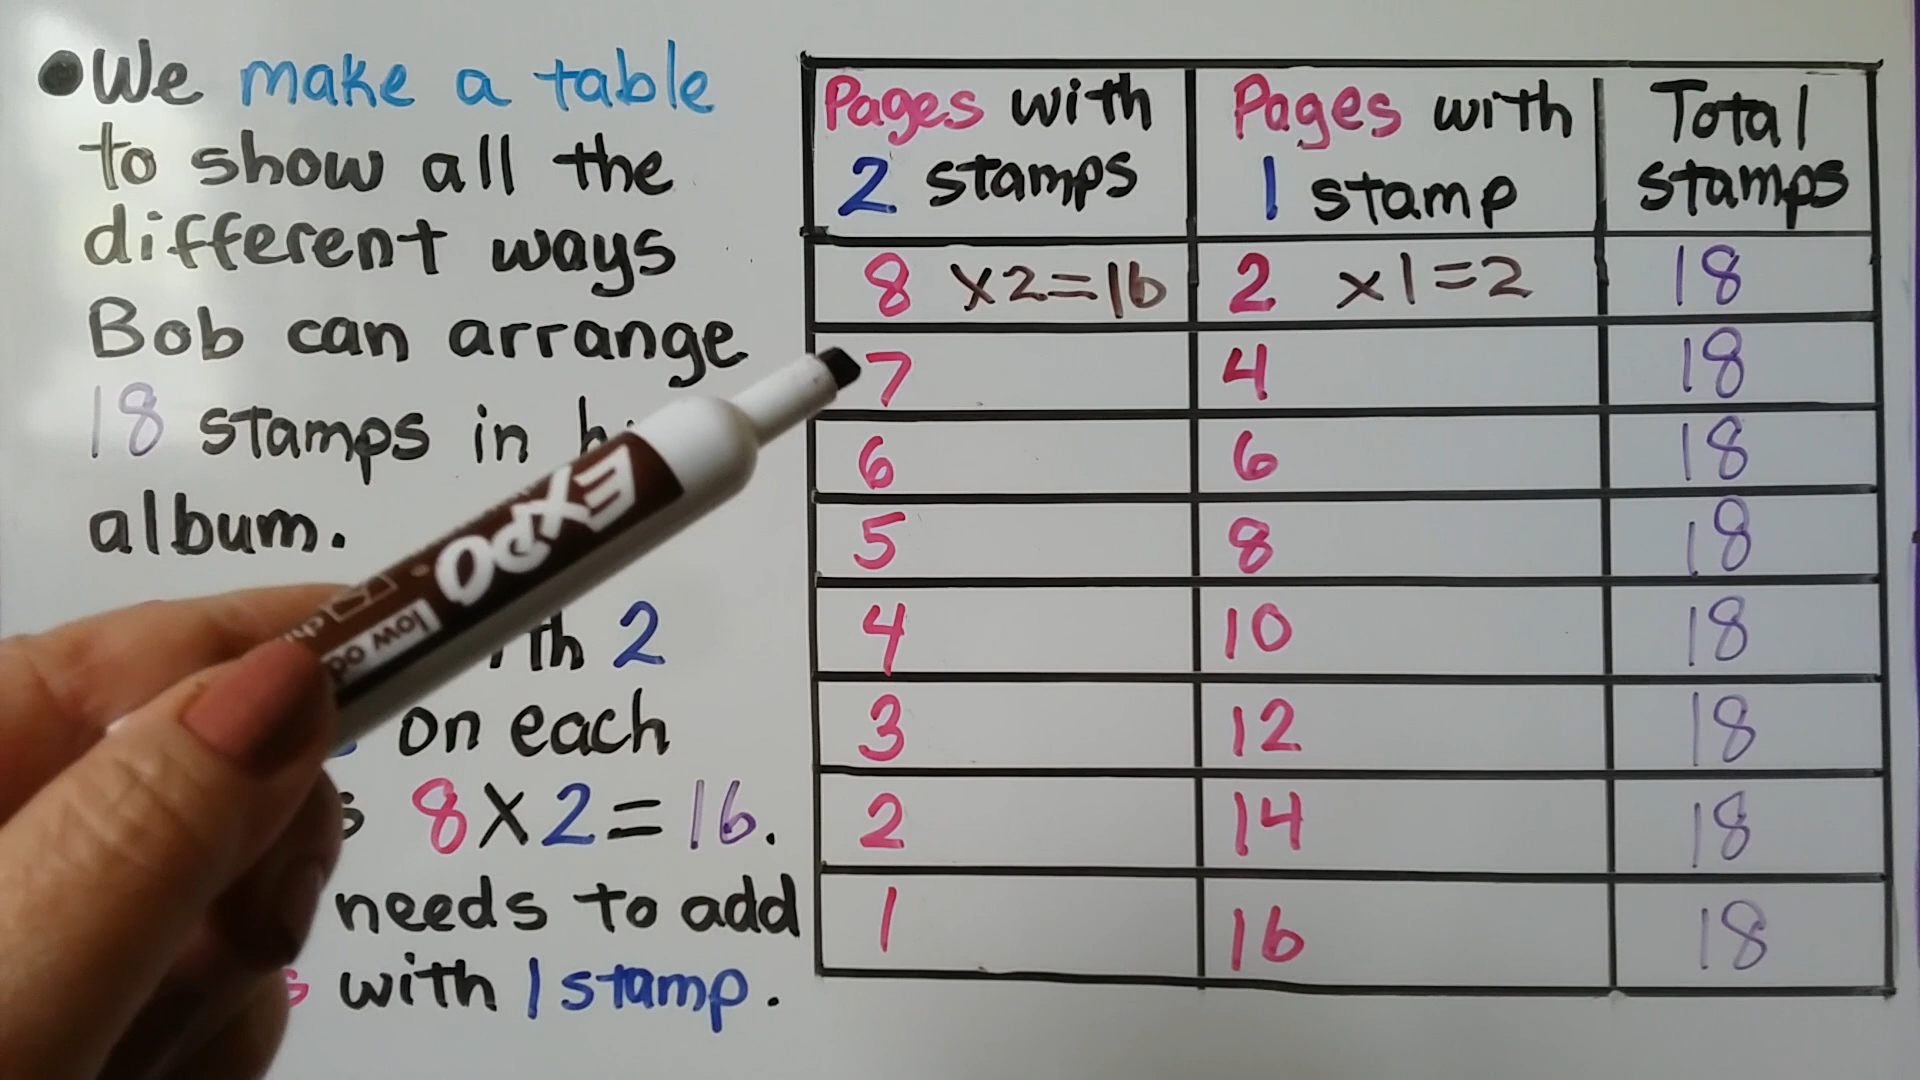 We make a table
to show all the
different ways
Bob can arrange
18 stamps in
album.
2
on each
8 X 2 = 16.
needs to add
with 1 stamp.
EXPO
low od
Pages with 2 stamps
Pages with 1 stamp
Total stamps
8 x2=16 2 x1=2 18
7 4 18
6 6 18
5 8 18
4 10 18
3 12 18
2 14 18
1 16 18